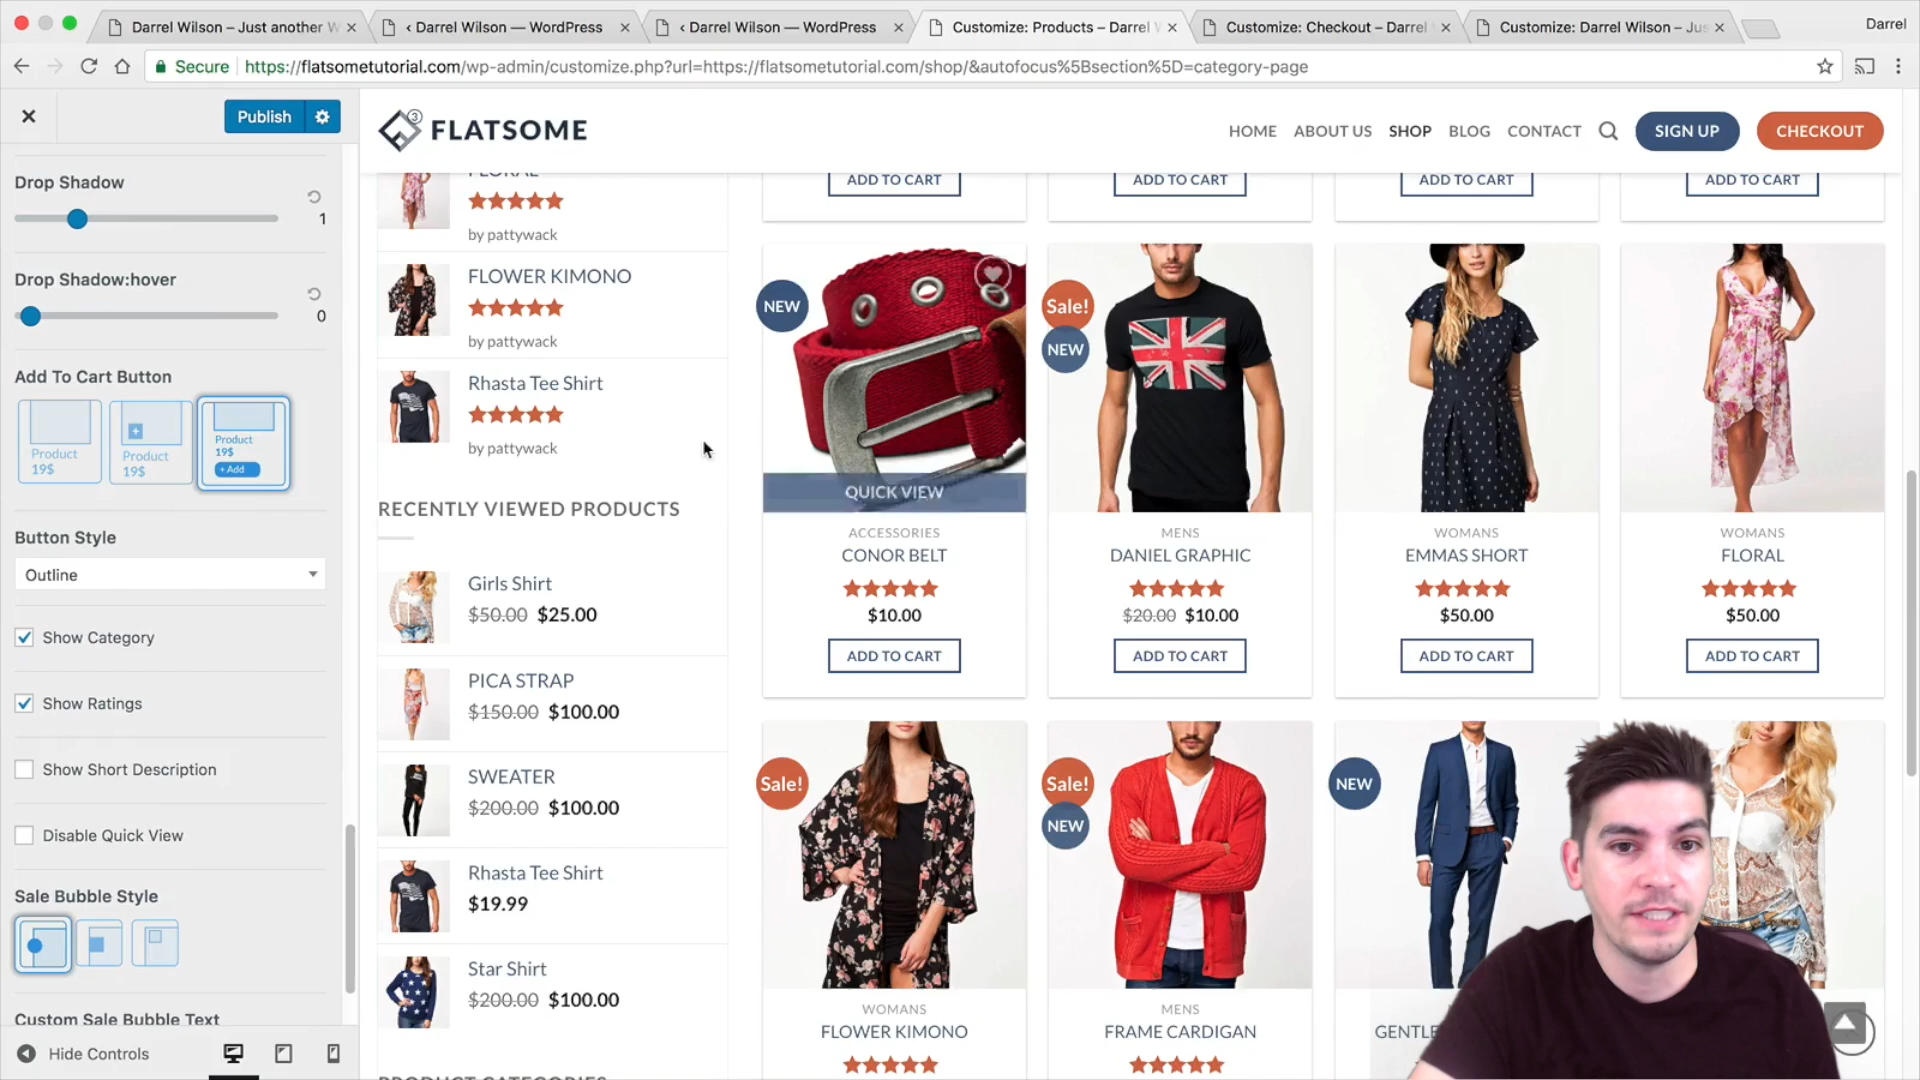 Darrel Wilson – Just another W
‹ Darrel Wilson — WordPress
‹ Darrel Wilson — WordPress
Customize: Products – Darrel W
Customize: Checkout – Darrel
Customize: Darrel Wilson – Jus
Darrel
Secure
https://flatsometutorial.com/wp-admin/customize.php?url=https://flatsometutorial.com/shop/&autofocus%5Bsection%5D=category-page
Publish
3
FLATSOME
HOME
ABOUT US
SHOP
BLOG
CONTACT
SIGN UP
CHECKOUT
Drop Shadow
1
Drop Shadow:hover
0
Add To Cart Button
Product
19$
Product
19$
Product
19$
+ Add
Button Style
Outline
Show Category
Show Ratings
Show Short Description
Disable Quick View
Sale Bubble Style
Custom Sale Bubble Text
Hide Controls
FLORAL
by pattywack
FLOWER KIMONO
by pattywack
Rhasta Tee Shirt
by pattywack
RECENTLY VIEWED PRODUCTS
Girls Shirt
$50.00 $25.00
PICA STRAP
$150.00 $100.00
SWEATER
$200.00 $100.00
Rhasta Tee Shirt
$19.99
Star Shirt
$200.00 $100.00
PRODUCT CATEGORIES
ADD TO CART
ADD TO CART
ADD TO CART
ADD TO CART
NEW
QUICK VIEW
ACCESSORIES
CONOR BELT
$10.00
ADD TO CART
Sale!
NEW
MENS
DANIEL GRAPHIC
$20.00 $10.00
ADD TO CART
WOMANS
EMMAS SHORT
$50.00
ADD TO CART
WOMANS
FLORAL
$50.00
ADD TO CART
Sale!
WOMANS
FLOWER KIMONO
Sale!
NEW
MENS
FRAME CARDIGAN
NEW
GENTLE